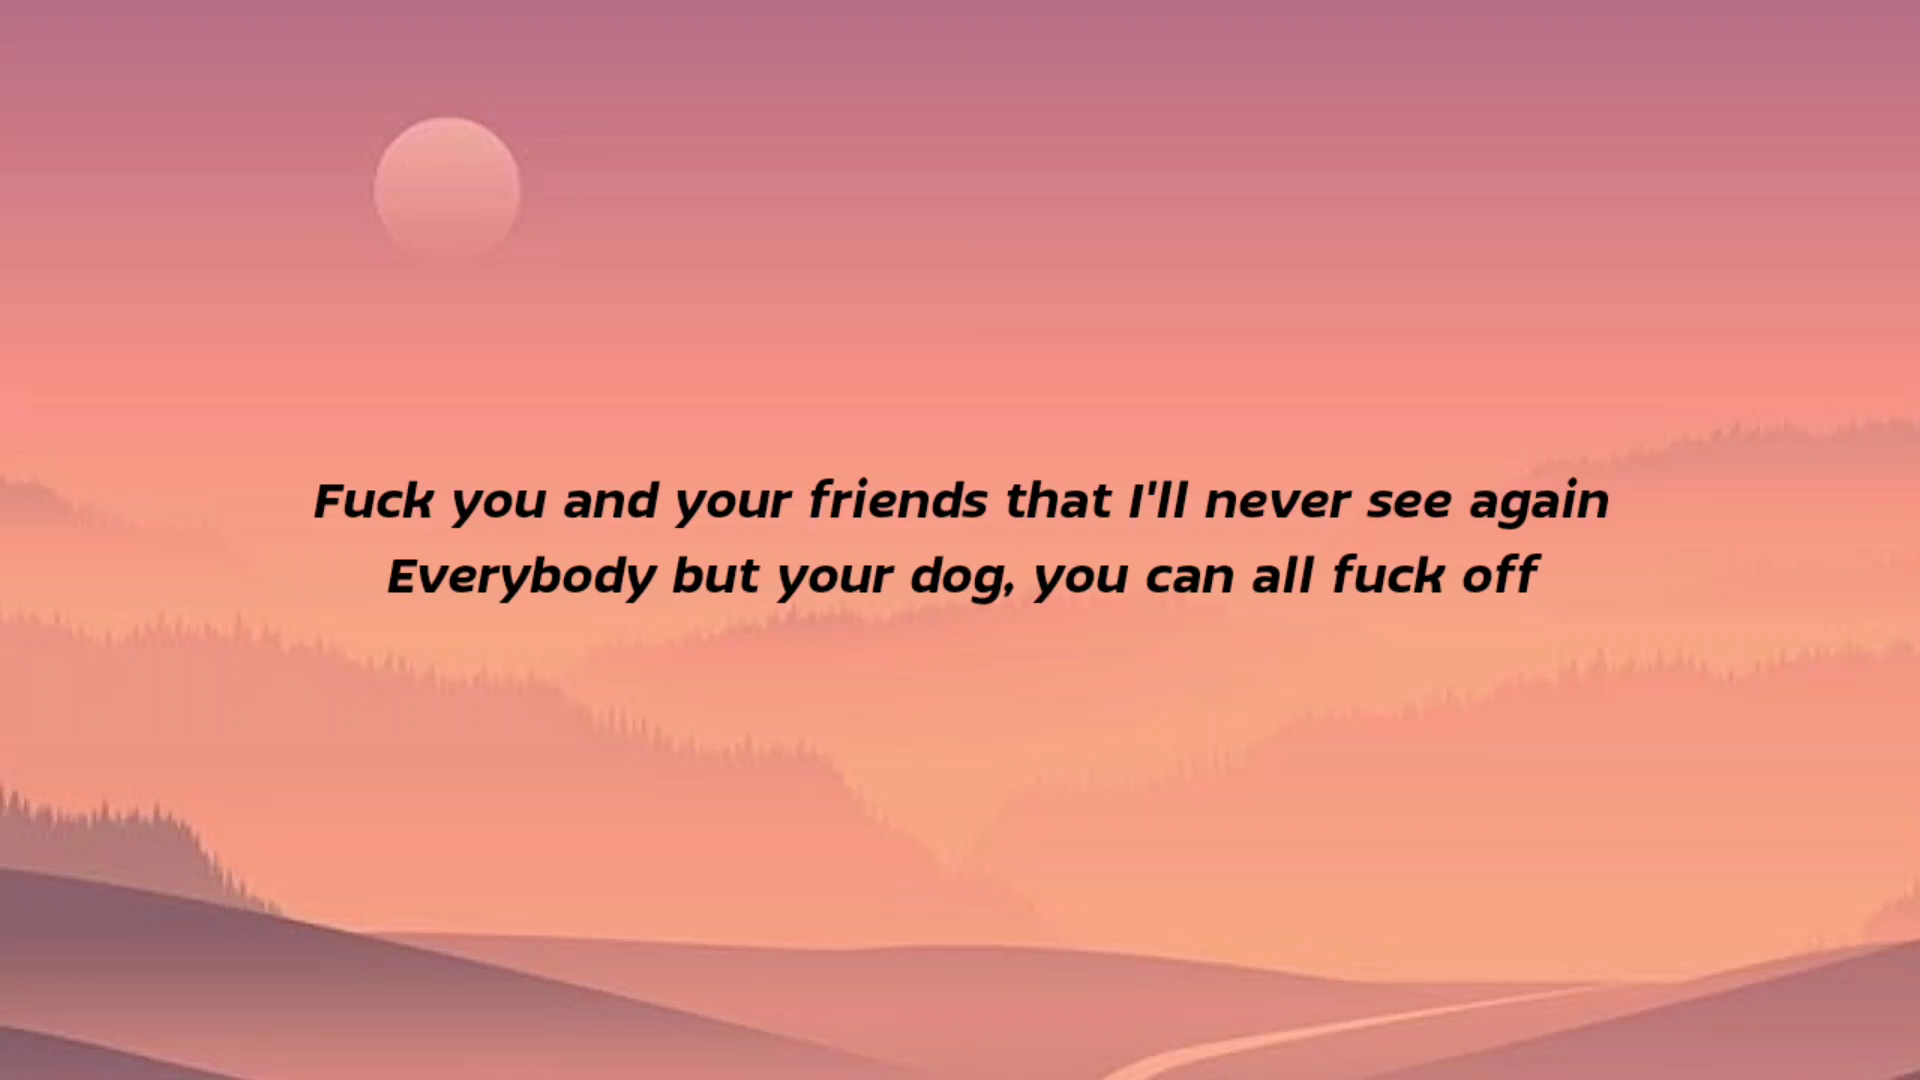 Fuck you and your friends that I'll never see again
Everybody but your dog, you can all fuck off